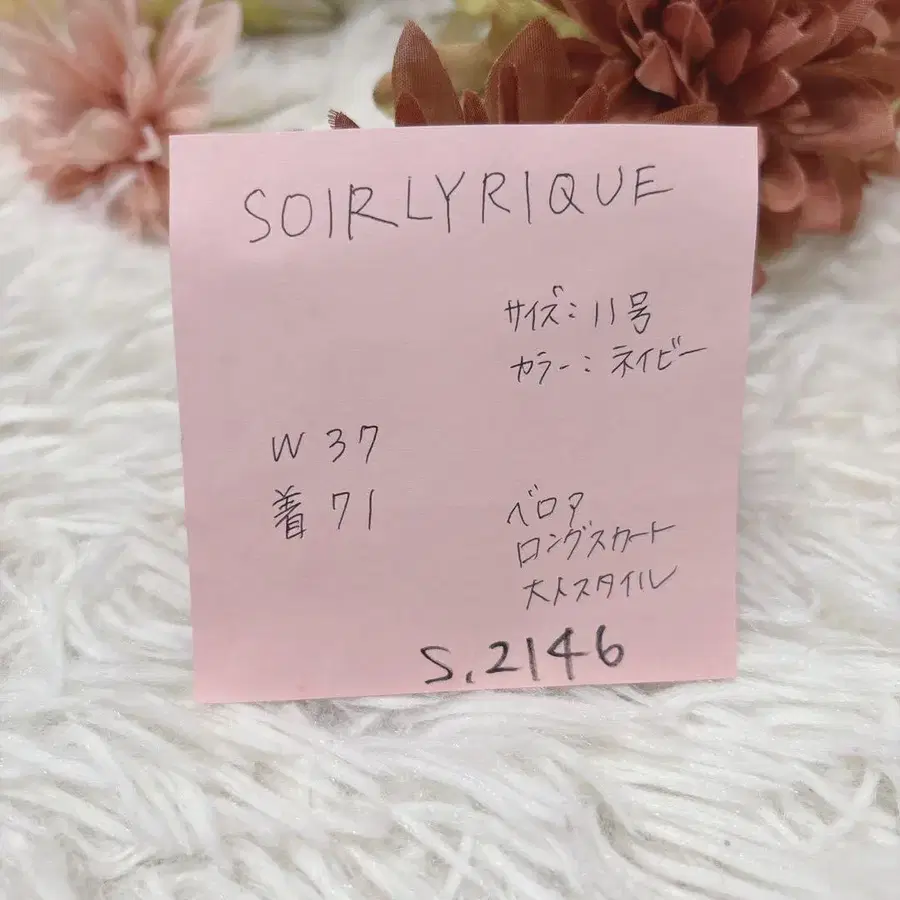 SOIRLYRIQUE
サイズ: 11号
カラー: ネイビー
W 37
着 71
ベロア
ロングスカート
大人スタイル
S.2146